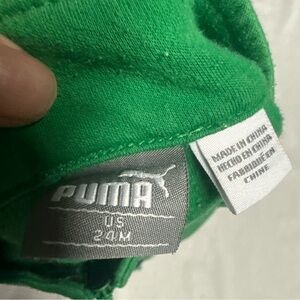 PUMA
US
24M
MADE IN CHINA
HECHO EN CHINA
FABRIQUÉ EN
CHINE